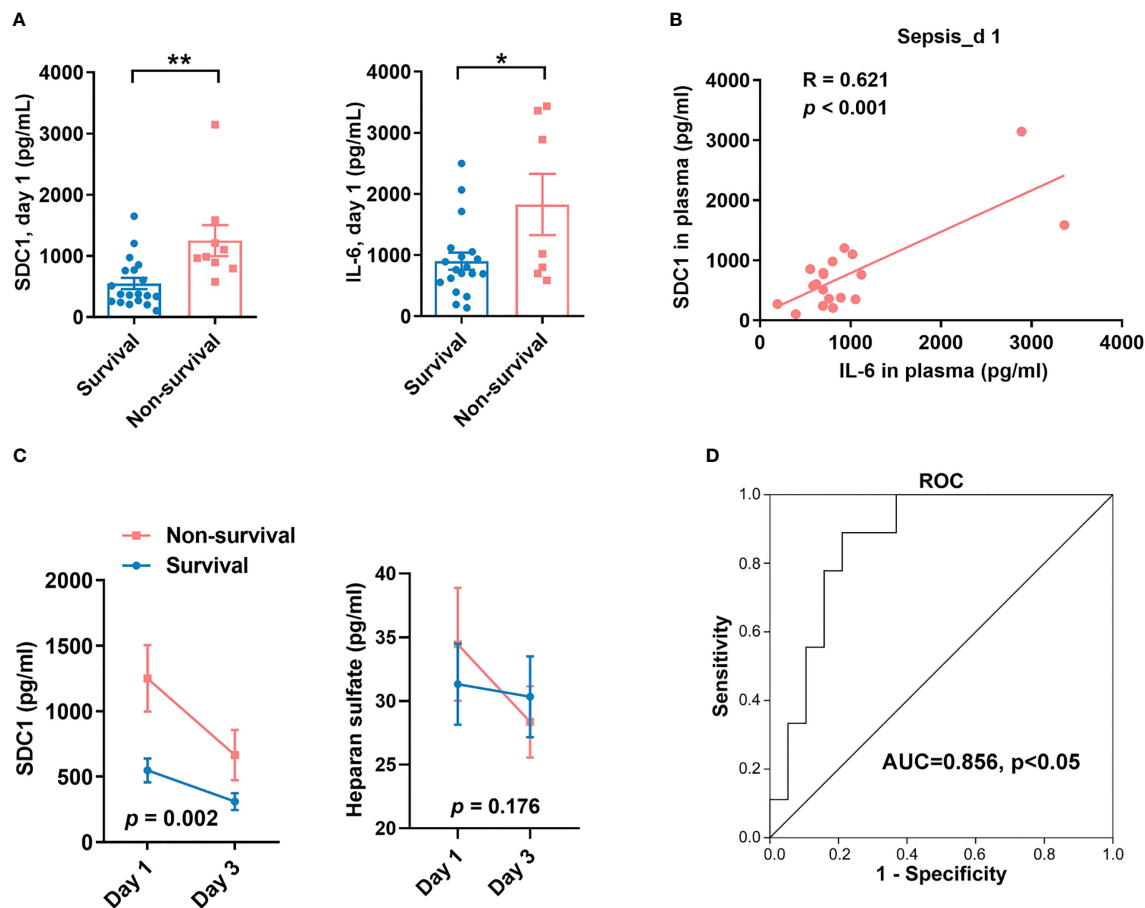 A
**
SDC1, day 1 (pg/mL)
4000
3000
2000
1000
0
Survival
Non-survival
*
IL-6, day 1 (pg/mL)
4000
3000
2000
1000
0
Survival
Non-survival
B
Sepsis_d 1
R = 0.621
p < 0.001
SDC1 in plasma (pg/ml)
4000
3000
2000
1000
0
0 1000 2000 3000 4000
IL-6 in plasma (pg/ml)
C
Non-survival
Survival
SDC1 (pg/ml)
2000
1500
1000
500
0
p = 0.002
Day 1
Day 3
Heparan sulfate (pg/ml)
40
35
30
25
20
p = 0.176
Day 1
Day 3
D
ROC
Sensitivity
1.0
0.8
0.6
0.4
0.2
0.0
AUC=0.856, p<0.05
0.0 0.2 0.4 0.6 0.8 1.0
1 - Specificity